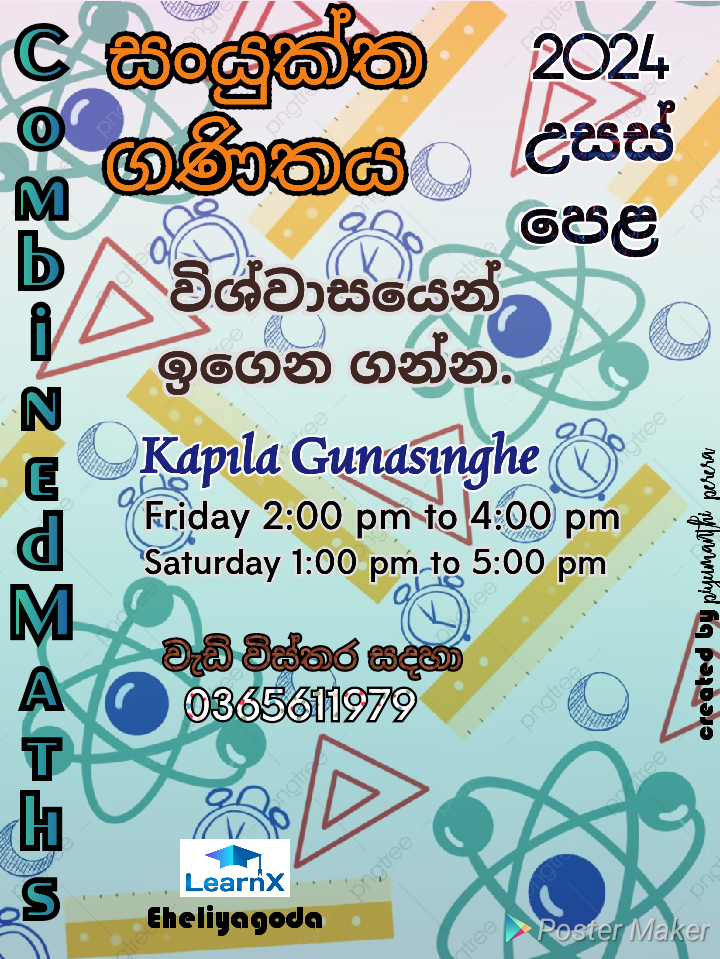 CombinedMaths
සංයුක්ත
ගණිතය
2024
උසස්
පෙළ
විශ්වාසයෙන්
ඉගෙන ගන්න.
Kapila Gunasinghe
Friday 2:00 pm to 4:00 pm
Saturday 1:00 pm to 5:00 pm
වැඩි විස්තර සදහා
0365611979
created by piyumanthi perera
LearnX
Eheliyagoda
Poster Maker
pngtree